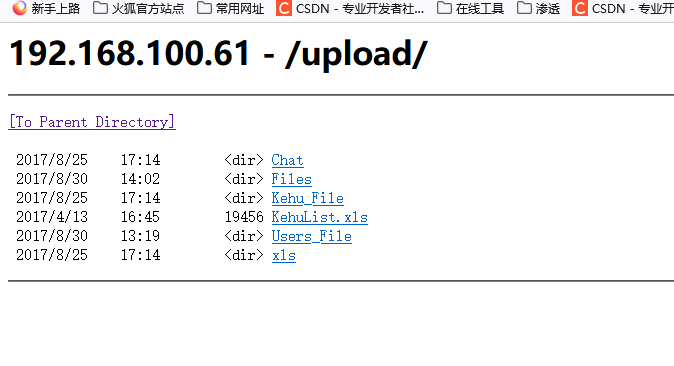 新手上路 火狐官方站点 常用网址 CSDN - 专业开发者社... 在线工具 渗透 CSDN - 专业开
192.168.100.61 - /upload/
[To Parent Directory]
2017/8/25 17:14 <dir> Chat
2017/8/30 14:02 <dir> Files
2017/8/25 17:14 <dir> Kehu_File
2017/4/13 16:45 19456 KehuList.xls
2017/8/30 13:19 <dir> Users_File
2017/8/25 17:14 <dir> xls